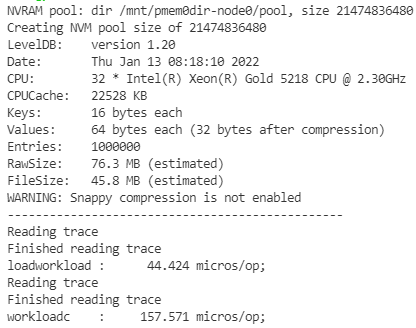 NVRAM pool: dir /mnt/pmem0dir-node0/pool, size 21474836480
Creating NVM pool size of 21474836480
LevelDB:    version 1.20
Date:       Thu Jan 13 08:18:10 2022
CPU:        32 * Intel(R) Xeon(R) Gold 5218 CPU @ 2.30GHz
CPUCache:   22528 KB
Keys:       16 bytes each
Values:     64 bytes each (32 bytes after compression)
Entries:    1000000
RawSize:    76.3 MB (estimated)
FileSize:   45.8 MB (estimated)
WARNING: Snappy compression is not enabled
------------------------------------------------
Reading trace
Finished reading trace
loadworkload :      44.424 micros/op;
Reading trace
Finished reading trace
workloadc    :     157.571 micros/op;